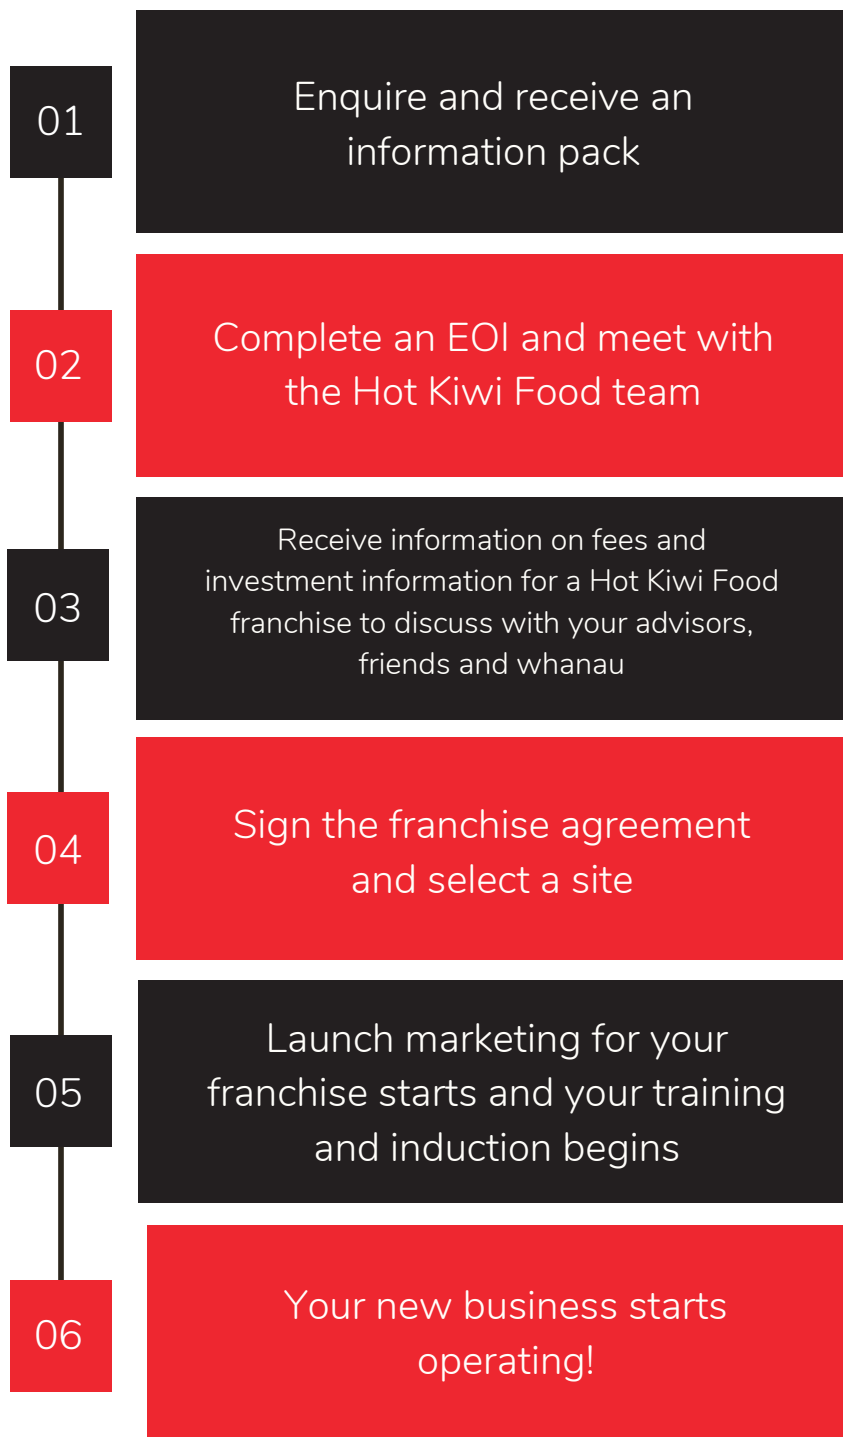 01
Enquire and receive an
information pack
02
Complete an EOI and meet with
the Hot Kiwi Food team
03
Receive information on fees and
investment information for a Hot Kiwi Food
franchise to discuss with your advisors,
friends and whanau
04
Sign the franchise agreement
and select a site
05
Launch marketing for your
franchise starts and your training
and induction begins
06
Your new business starts
operating!